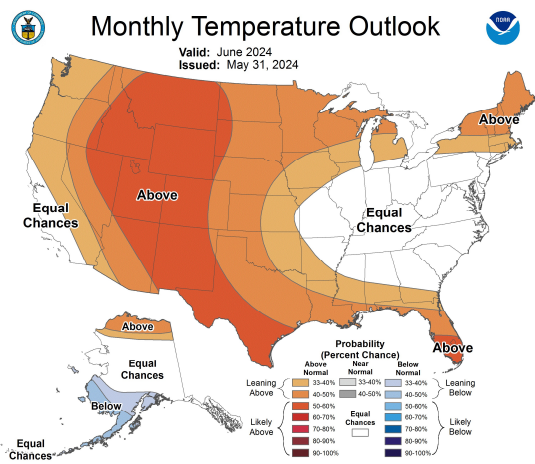 Monthly Temperature Outlook
NOAA
Valid: June 2024
Issued: May 31, 2024
Above
Above
Equal
Chances
Equal
Chances
Above
Above
Equal
Chances
Below
Equal
Chances
Probability
(Percent Chance)
Above
Normal
Near
Normal
Below
Normal
Leaning
Above
33-40%
40-50%
33-40%
40-50%
33-40%
40-50%
Leaning
Below
Likely
Above
50-60%
60-70%
70-80%
80-90%
90-100%
Equal
Chances
50-60%
60-70%
70-80%
80-90%
90-100%
Likely
Below